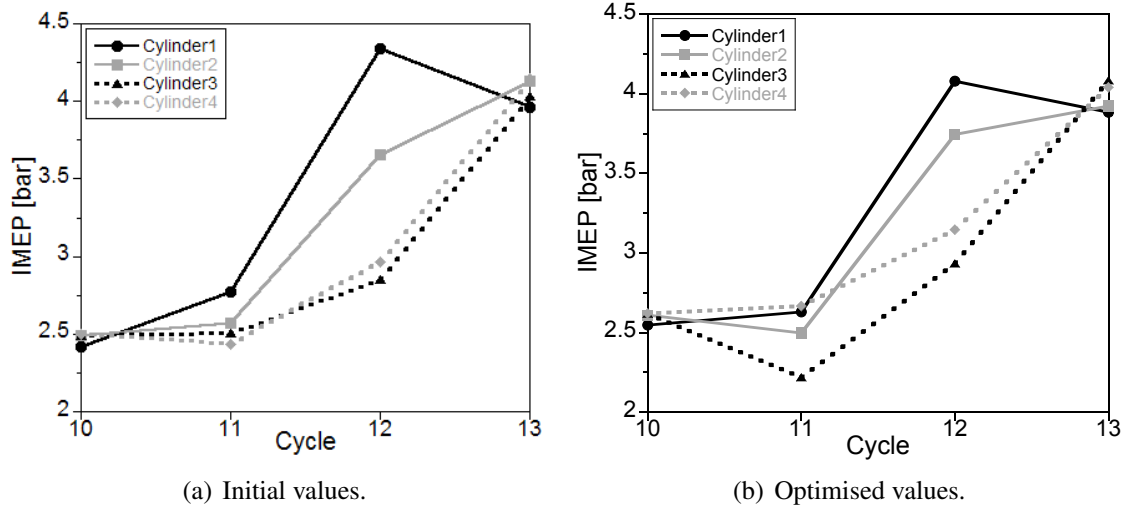 4.5
4
3.5
3
2.5
2
IMEP [bar]
Cylinder1
Cylinder2
Cylinder3
Cylinder4
10 11 12 13
Cycle
(a) Initial values.
4.5
4
3.5
3
2.5
2
IMEP [bar]
Cylinder1
Cylinder2
Cylinder3
Cylinder4
10 11 12 13
Cycle
(b) Optimised values.